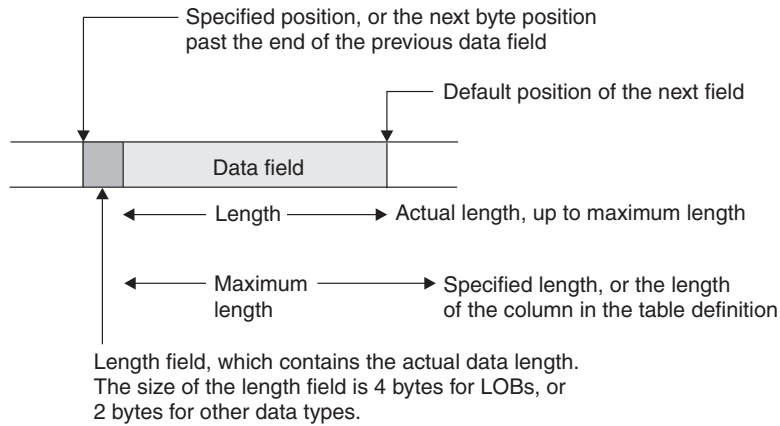 Specified position, or the next byte position
past the end of the previous data field
Default position of the next field
Data field
Length
Actual length, up to maximum length
Maximum
length
Specified length, or the length
of the column in the table definition
Length field, which contains the actual data length.
The size of the length field is 4 bytes for LOBs, or
2 bytes for other data types.